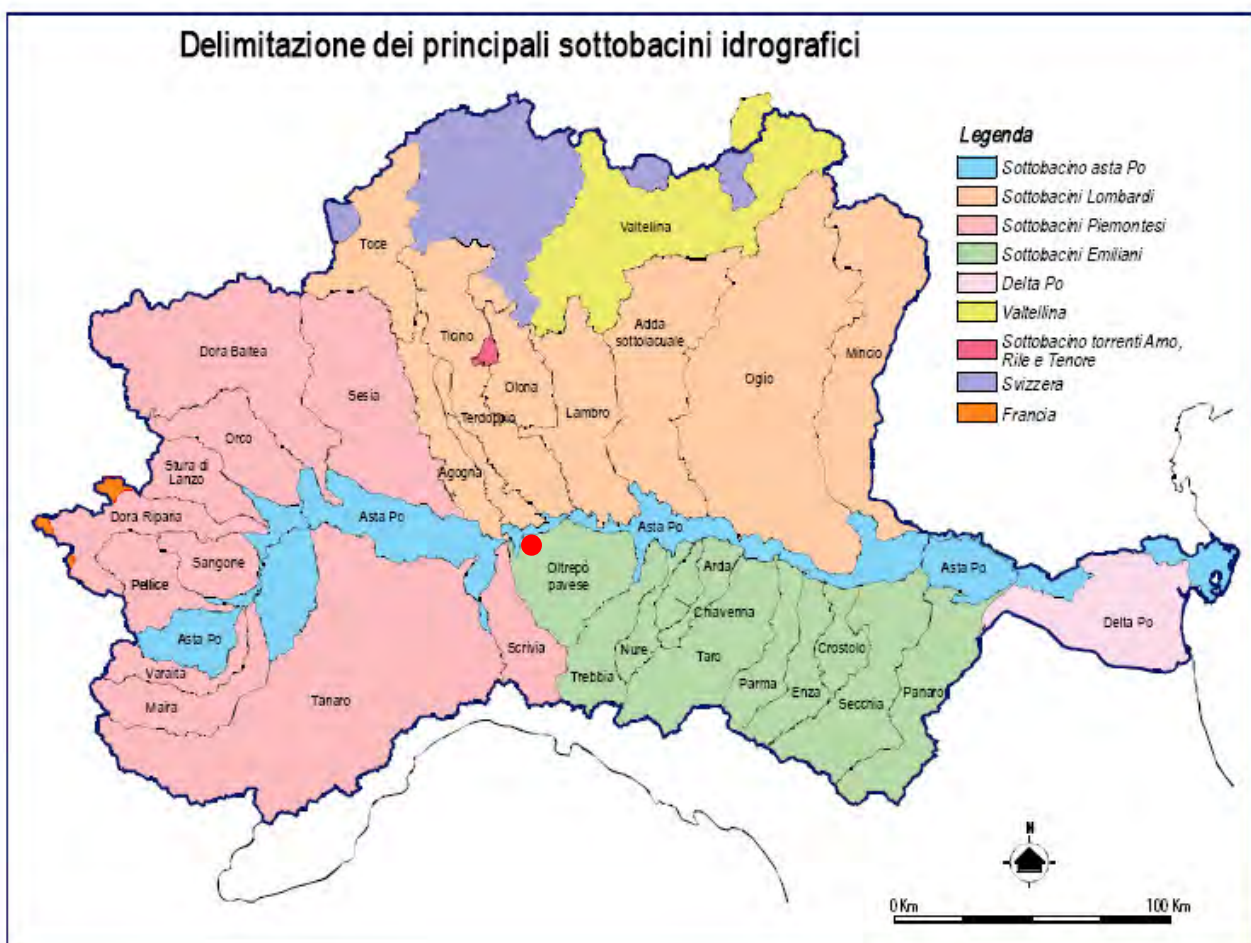 Delimitazione dei principali sottobacini idrografici
Legenda
Sottobacino asta Po
Sottobacini Lombardi
Sottobacini Piemontesi
Sottobacini Emiliani
Delta Po
Valtellina
Sottobacino torrenti Arno,
Rile e Tenore
Svizzera
Francia
Valtelina
Toce
Ticino
Adda
sottolacuale
Mincio
Dora Baltea
Sesia
Olona
Oglio
Terdoppio
Lambro
Orco
Agogna
Stura di
Lanzo
Dora Riparia
Asta Po
Asta Po
Sangone
Oltrepò
pavese
Arda
Asta Po
Pellice
Chiavenna
Asta Po
Delta Po
Varaita
Scrivia
Nure
Crostolo
Maira
Tanaro
Trebbia
Taro
Parma
Enza
Secchia
Panaro
N
0 Km
100 Km